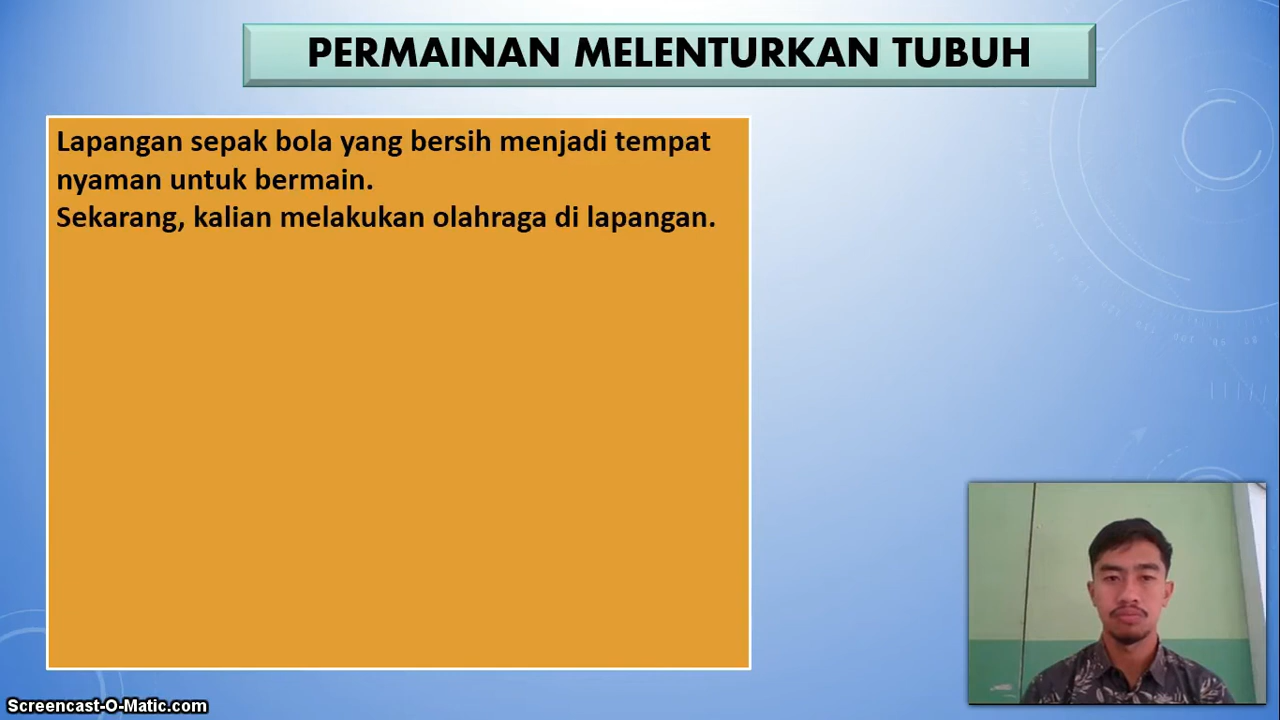 PERMAINAN MELENTURKAN TUBUH
Lapangan sepak bola yang bersih menjadi tempat
nyaman untuk bermain.
Sekarang, kalian melakukan olahraga di lapangan.
Screencast-O-Matic.com